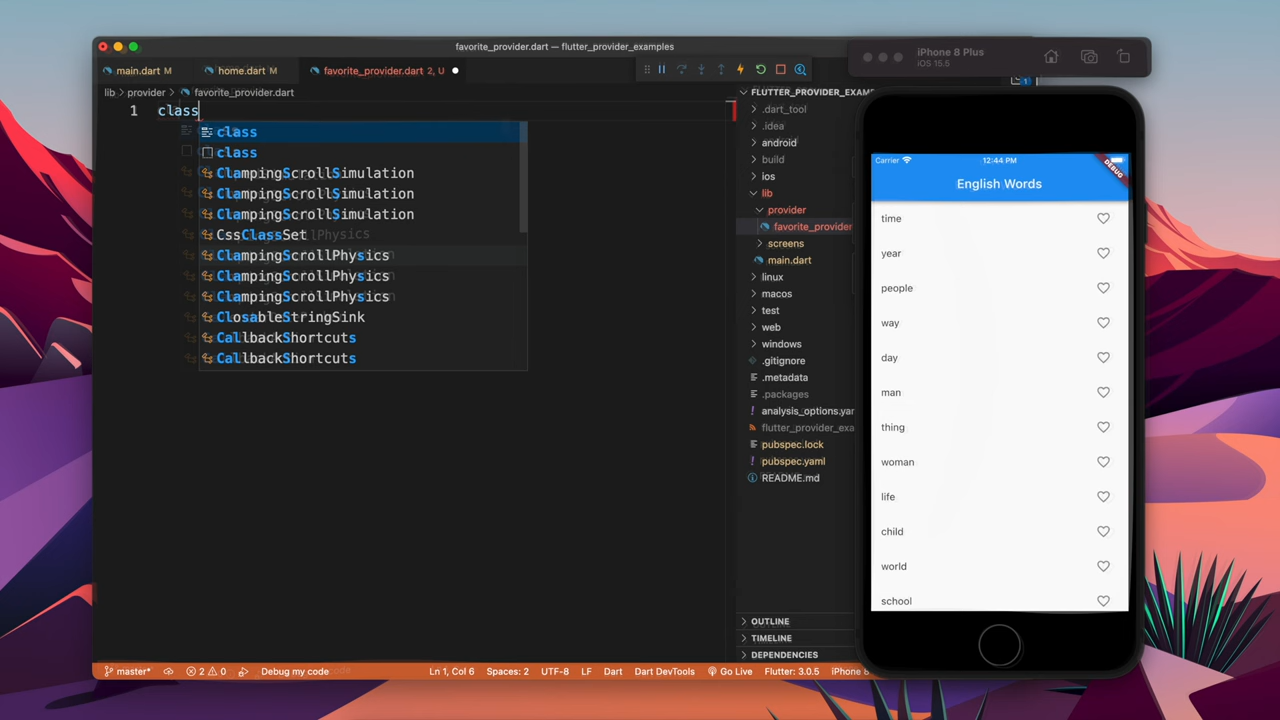 favorite_provider.dart — flutter_provider_examples
main.dart M
home.dart M
favorite_provider.dart 2, U
lib > provider > favorite_provider.dart
1 class
class
class
ClampingScrollSimulation
ClampingScrollSimulation
ClampingScrollSimulation
CssClassSet
ClampingScrollPhysics
ClampingScrollPhysics
ClampingScrollPhysics
ClosableStringSink
CallbackShortcuts
CallbackShortcuts
FLUTTER_PROVIDER_EXAM
.dart_tool
.idea
android
build
ios
lib
provider
favorite_provider
screens
main.dart
linux
macos
test
web
windows
.gitignore
.metadata
.packages
analysis_options.yam
flutter_provider_exa
pubspec.lock
pubspec.yaml
README.md
OUTLINE
TIMELINE
DEPENDENCIES
master*
2 0
Debug my code
Ln 1, Col 6
Spaces: 2
UTF-8
LF
Dart
Dart DevTools
Go Live
Flutter: 3.0.5
iPhone 8
iPhone 8 Plus
iOS 15.5
1
Carrier
12:44 PM
DEBUG
English Words
time
year
people
way
day
man
thing
woman
life
child
world
school